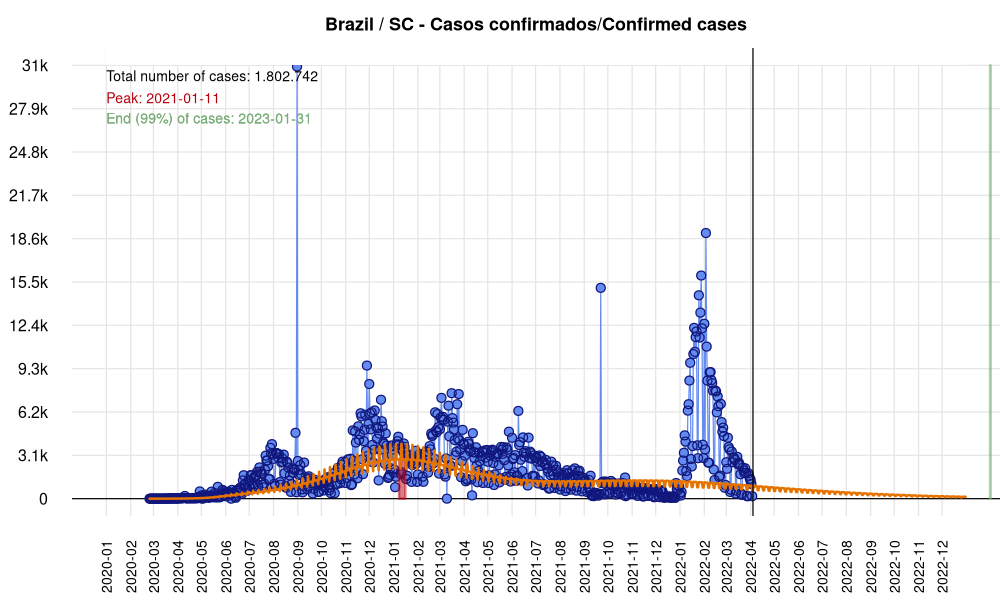 Brazil / SC - Casos confirmados/Confirmed cases
31k
Total number of cases: 1.802.742
Peak: 2021-01-11
27.9k
End (99%) of cases: 2023-01-31
24.8k
21.7k
18.6k
15.5k
12.4k
9.3k
6.2k
3.1k
0
2020-01
2020-02
2020-03
2020-04
2020-05
2020-06
2020-07
2020-08
2020-09
2020-10
2020-11
2020-12
2021-01
2021-02
2021-03
2021-04
2021-05
2021-06
2021-07
2021-08
2021-09
2021-10
2021-11
2021-12
2022-01
2022-02
2022-03
2022-04
2022-05
2022-06
2022-07
2022-08
2022-09
2022-10
2022-11
2022-12